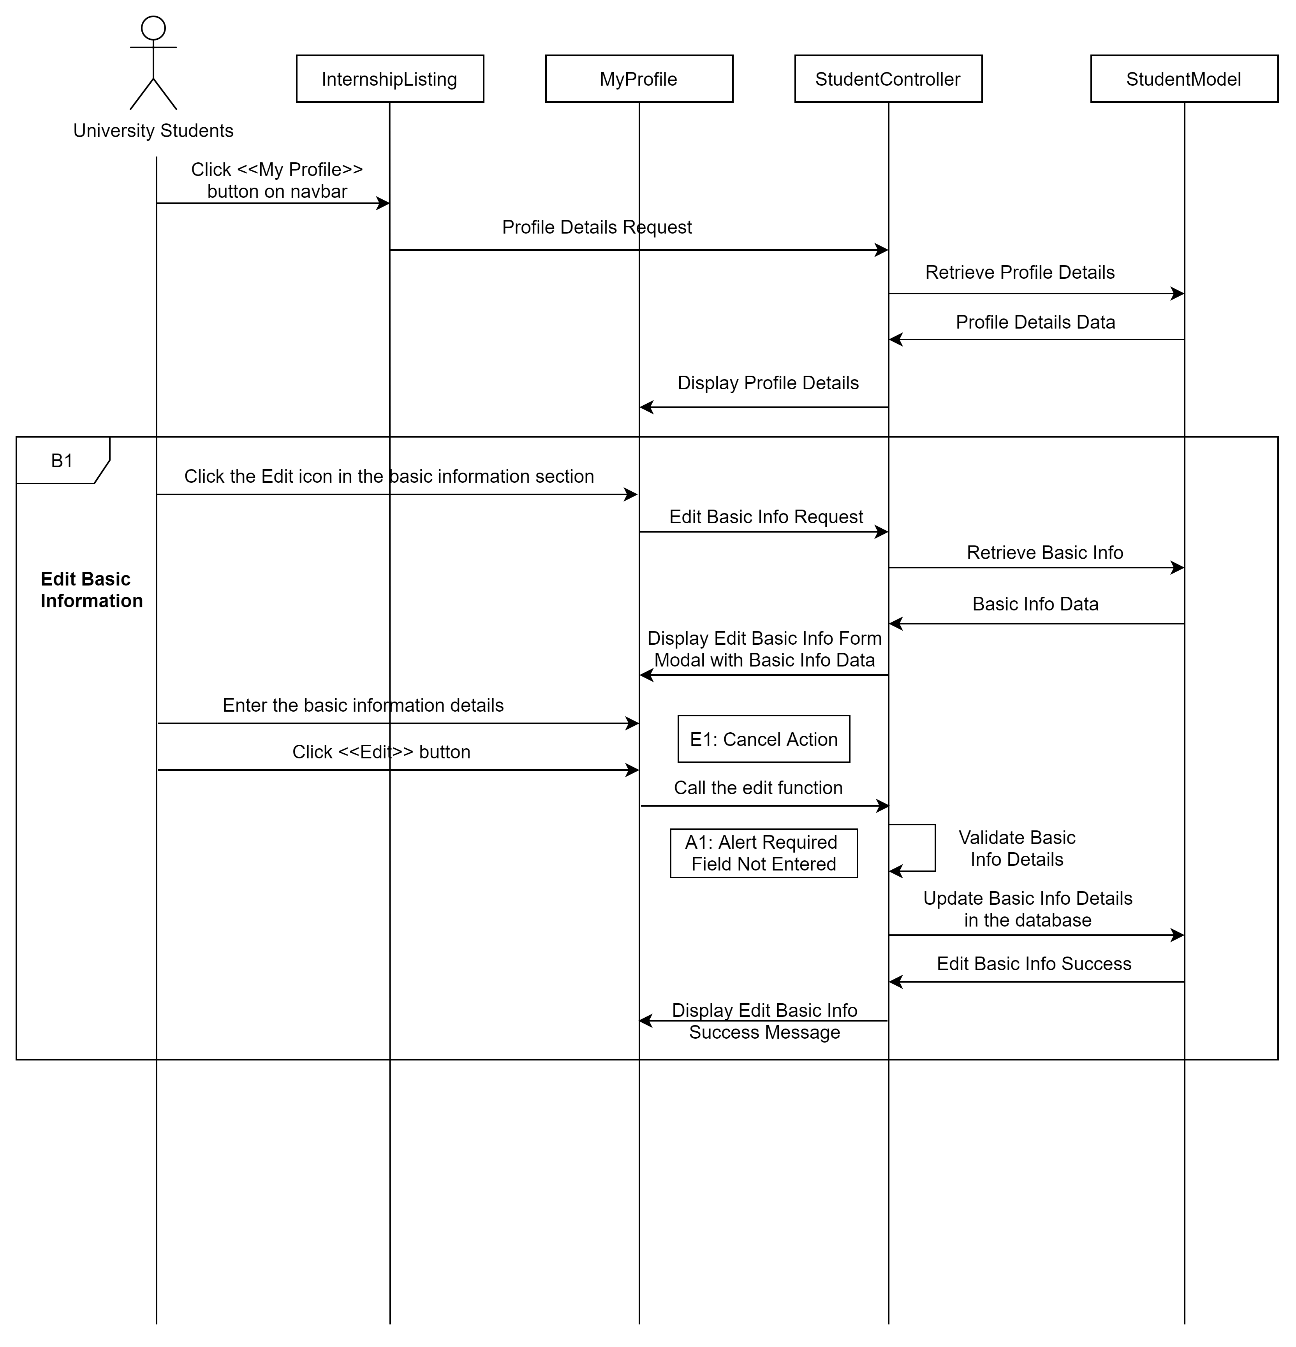 University Students
InternshipListing
MyProfile
StudentController
StudentModel
Click <<My Profile>>
button on navbar
Profile Details Request
Retrieve Profile Details
Profile Details Data
Display Profile Details
B1
Click the Edit icon in the basic information section
Edit Basic Info Request
Retrieve Basic Info
Edit Basic
Information
Basic Info Data
Display Edit Basic Info Form
Modal with Basic Info Data
Enter the basic information details
E1: Cancel Action
Click <<Edit>> button
Call the edit function
A1: Alert Required
Field Not Entered
Validate Basic
Info Details
Update Basic Info Details
in the database
Edit Basic Info Success
Display Edit Basic Info
Success Message